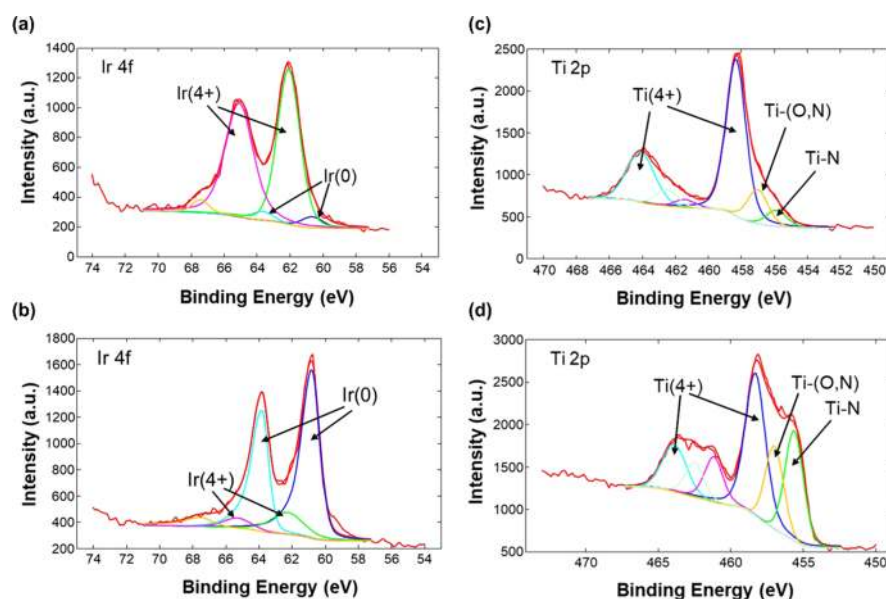 (a)
Ir 4f
Ir(4+)
Ir(0)
Intensity (a.u.)
1400
1200
1000
800
600
400
200
0
74 72 70 68 66 64 62 60 58 56 54
Binding Energy (eV)
(c)
Ti 2p
Ti(4+)
Ti-(O,N)
Ti-N
Intensity (a.u.)
2500
2000
1500
1000
500
0
470 468 466 464 462 460 458 456 454 452 450
Binding Energy (eV)
(b)
Ir 4f
Ir(0)
Ir(4+)
Intensity (a.u.)
1800
1600
1400
1200
1000
800
600
400
200
74 72 70 68 66 64 62 60 58 56 54
Binding Energy (eV)
(d)
Ti 2p
Ti(4+)
Ti-(O,N)
Ti-N
Intensity (a.u.)
3000
2500
2000
1500
1000
500
470 465 460 455 450
Binding Energy (eV)